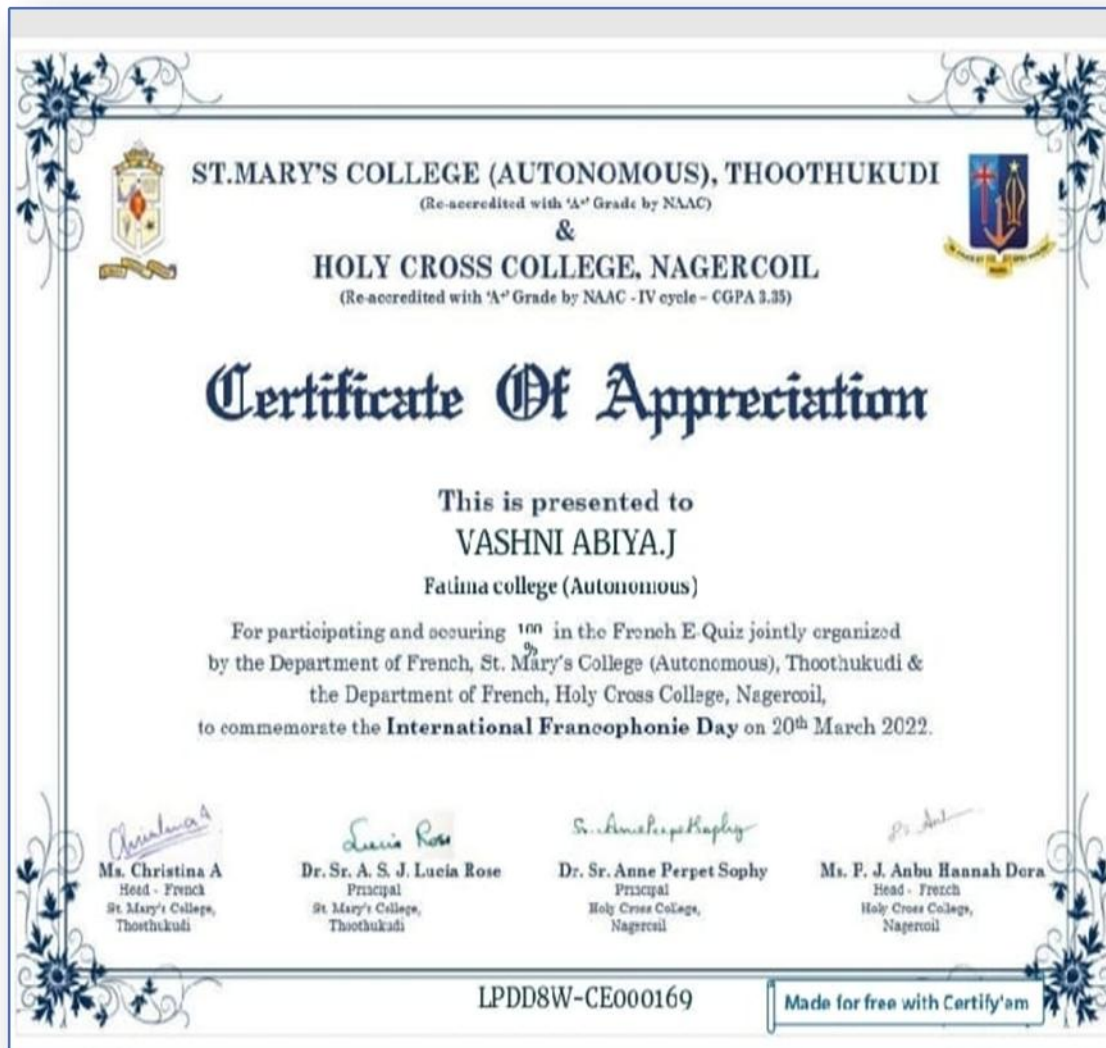 ST.MARY'S COLLEGE (AUTONOMOUS), THOOTHUKUDI
(Re-accredited with 'A+' Grade by NAAC)
&
HOLY CROSS COLLEGE, NAGERCOIL
(Re-accredited with 'A+' Grade by NAAC - IV cycle – CGPA 3.35)
Certificate Of Appreciation
This is presented to
VASHNI ABIYA.J
Fatima college (Autonomous)
For participating and securing 100 % in the French E-Quiz jointly organized
by the Department of French, St. Mary's College (Autonomous), Thoothukudi &
the Department of French, Holy Cross College, Nagercoil,
to commemorate the International Francophonie Day on 20th March 2022.
Christina A
Lucia Rose
Ms. Christina A
Head - French
St. Mary's College,
Thoothukudi
Dr. Sr. A. S. J. Lucia Rose
Principal
St. Mary's College,
Thoothukudi
Dr. Sr. Anne Perpet Sophy
Principal
Holy Cross College,
Nagercoil
Ms. F. J. Anbu Hannah Dora
Head - French
Holy Cross College,
Nagercoil
LPDD8W-CE000169
Made for free with Certify'em